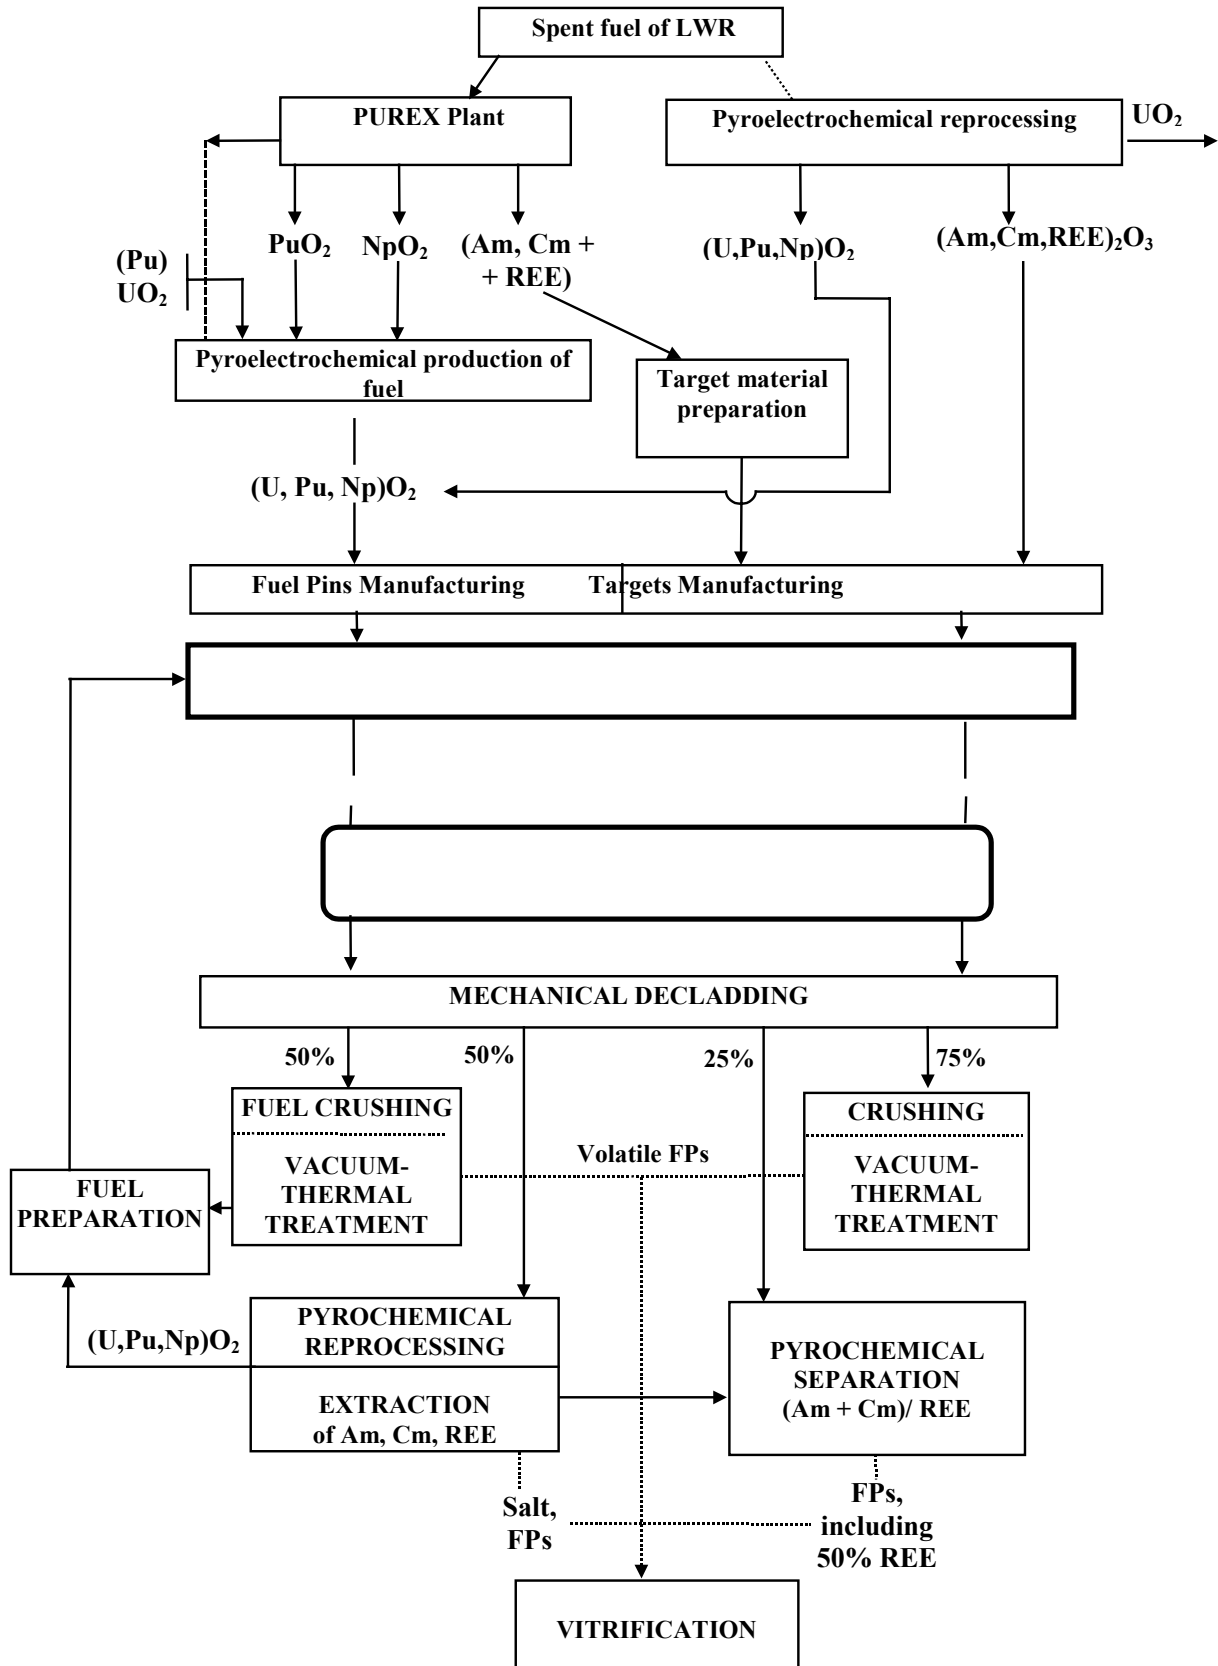 Spent fuel of LWR
PUREX Plant
Pyroelectrochemical reprocessing
UO₂
PuO₂
NpO₂
(Am, Cm +
+ REE)
(U,Pu,Np)O₂
(Am,Cm,REE)₂O₃
(Pu)
UO₂
Pyroelectrochemical production of
fuel
Target material
preparation
(U, Pu, Np)O₂
Fuel Pins Manufacturing
Targets Manufacturing
MECHANICAL DECLADDING
50%
50%
25%
75%
FUEL CRUSHING
VACUUM-
THERMAL
TREATMENT
Volatile FPs
CRUSHING
VACUUM-
THERMAL
TREATMENT
FUEL
PREPARATION
(U,Pu,Np)O₂
PYROCHEMICAL
REPROCESSING
EXTRACTION
of Am, Cm, REE
PYROCHEMICAL
SEPARATION
(Am + Cm)/ REE
Salt,
FPs
FPs,
including
50% REE
VITRIFICATION